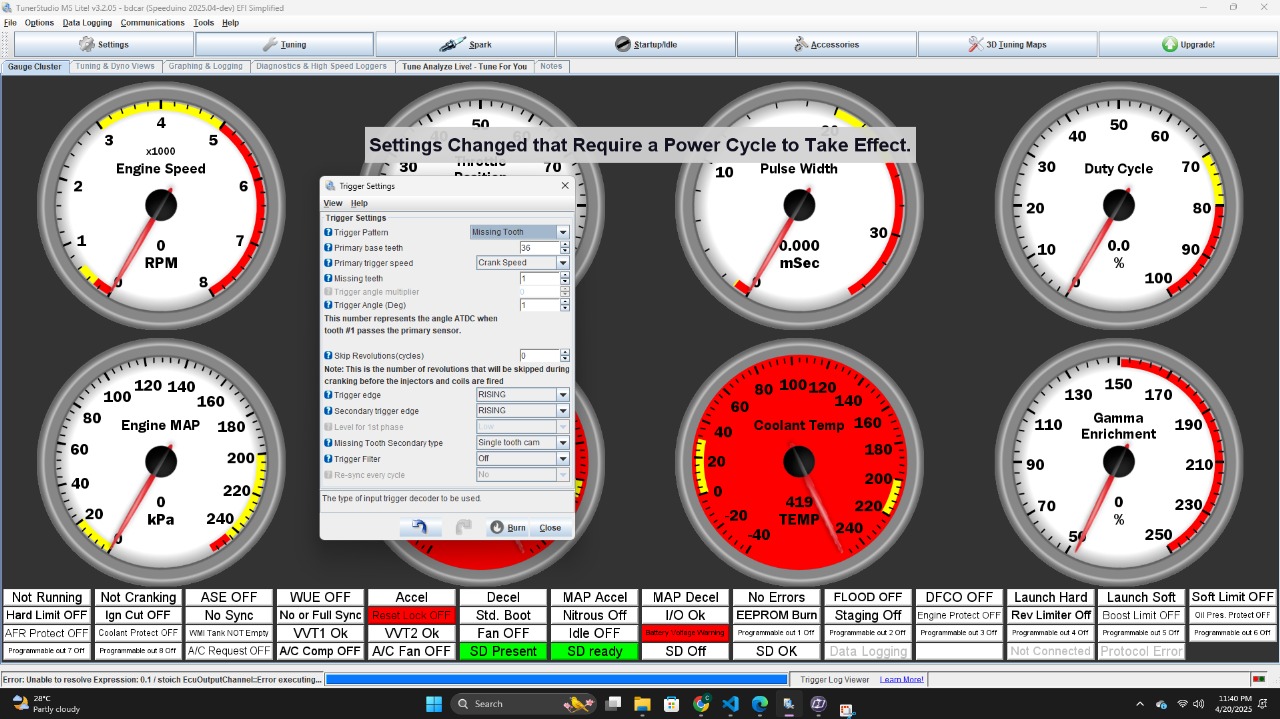 TunerStudio MS Lite! v3.2.05 - bdcar (Speeduino 2025.04-dev) EFI Simplified
File Options Data Logging Communications Tools Help
Settings Tuning Spark Startup/Idle Accessories 3D Tuning Maps Upgrade!
Gauge Cluster Tuning & Dyno Views Graphing & Logging Diagnostics & High Speed Loggers Tune Analyze Live! - Tune For You Notes
Settings Changed that Require a Power Cycle to Take Effect.
0 1 2 3 4 5 6 7 8
x1000
Engine Speed
0
RPM
50
70
Throttle
Position
10 20 30
Pulse Width
0.000
mSec
0 10 20 30 40 50 60 70 80 90 100
Duty Cycle
0.0
%
Trigger Settings
View Help
Trigger Settings
Trigger Pattern Missing Tooth
Primary base teeth 36
Primary trigger speed Crank Speed
Missing teeth 1
Trigger angle multiplier 0
Trigger Angle (Deg) 1
This number represents the angle ATDC when
tooth #1 passes the primary sensor.
Skip Revolutions(cycles) 0
Note: This is the number of revolutions that will be skipped during
cranking before the injectors and coils are fired
Trigger edge RISING
Secondary trigger edge RISING
Level for 1st phase Low
Missing Tooth Secondary type Single tooth cam
Trigger Filter Off
Re-sync every cycle No
The type of input trigger decoder to be used.
Burn Close
0 20 40 60 80 100 120 140 160 180 200 220 240
Engine MAP
0
kPa
-40 -20 0 20 40 60 80 100 120 140 160 180 200 220 240
Coolant Temp
419
TEMP
50 70 90 110 130 150 170 190 210 230 250
Gamma
Enrichment
0
%
Not Running Not Cranking ASE OFF WUE OFF Accel Decel MAP Accel MAP Decel No Errors FLOOD OFF DFCO OFF Launch Hard Launch Soft Soft Limit OFF
Hard Limit OFF Ign Cut OFF No Sync No or Full Sync Reset Lock OFF Std. Boot Nitrous Off I/O Ok EEPROM Burn Staging Off Engine Protect OFF Rev Limiter Off Boost Limit OFF Oil Pres. Protect OFF
AFR Protect OFF Coolant Protect OFF WMI Tank NOT Empty VVT1 Ok VVT2 Ok Fan OFF Idle OFF Battery Voltage Warning Programmable out 1 Off Programmable out 2 Off Programmable out 3 Off Programmable out 4 Off Programmable out 5 Off Programmable out 6 Off
Programmable out 7 Off Programmable out 8 Off A/C Request OFF A/C Comp OFF A/C Fan OFF SD Present SD ready SD Off SD OK Data Logging Not Connected Protocol Error
Error: Unable to resolve Expression: 0.1 / stoich EcuOutputChannel::Error executing... Trigger Log Viewer Learn More!
28°C
Partly cloudy
Search
11:40 PM
4/20/2025